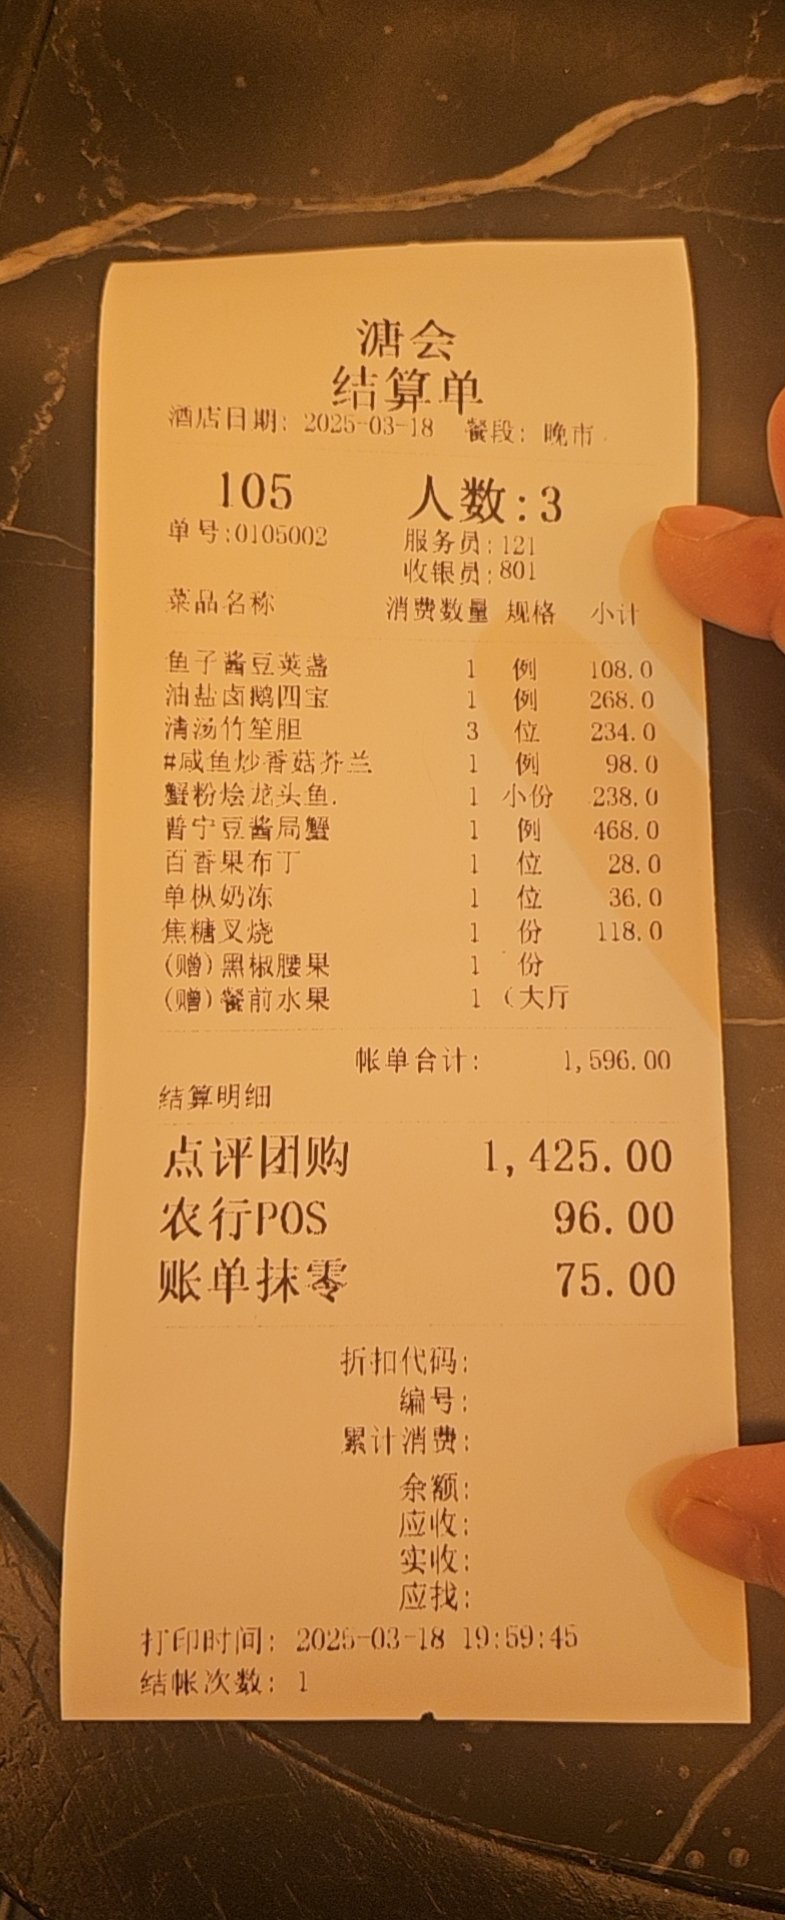 溏会
结算单
酒店日期: 2025-03-18 餐段: 晚市
105 人数:3
单号:0105002 服务员:121
收银员:801
菜品名称 消费数量 规格 小计
鱼子酱豆荚盏 1 例 108.0
油盐卤鹅四宝 1 例 268.0
清汤竹笙胆 3 位 234.0
#咸鱼炒香菇芥兰 1 例 98.0
蟹粉烩龙头鱼. 1 小份 238.0
普宁豆酱局蟹 1 例 468.0
百香果布丁 1 位 28.0
单枞奶冻 1 位 36.0
焦糖叉烧 1 份 118.0
(赠)黑椒腰果 1 份
(赠)餐前水果 1 (大厅
帐单合计: 1,596.00
结算明细
点评团购 1,425.00
农行POS 96.00
账单抹零 75.00
折扣代码:
编号:
累计消费:
余额:
应收:
实收:
应找:
打印时间: 2025-03-18 19:59:45
结帐次数: 1